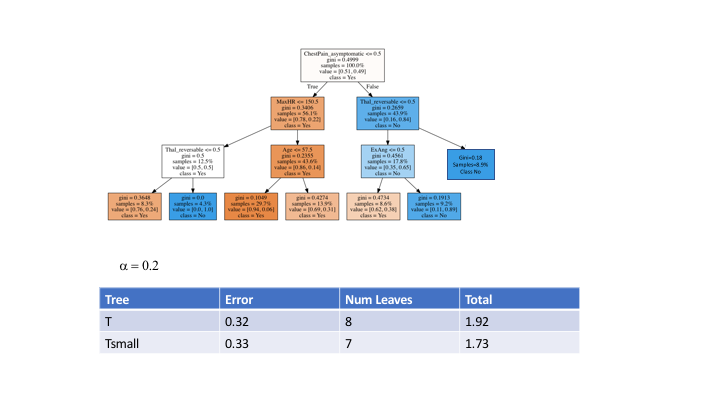 ChestPain_asymptomatic <= 0.5
gini = 0.4999
samples = 100.0%
value = [0.51, 0.49]
class = Yes
True
False
MaxHR <= 150.5
gini = 0.3406
samples = 56.1%
value = [0.78, 0.22]
class = Yes
Thal_reversable <= 0.5
gini = 0.2659
samples = 43.9%
value = [0.16, 0.84]
class = No
Thal_reversable <= 0.5
gini = 0.5
samples = 12.5%
value = [0.5, 0.5]
class = Yes
Age <= 57.5
gini = 0.2355
samples = 43.6%
value = [0.86, 0.14]
class = Yes
ExAng <= 0.5
gini = 0.4561
samples = 17.8%
value = [0.35, 0.65]
class = No
Gini=0.18
Samples=8.9%
Class No
gini = 0.3648
samples = 8.3%
value = [0.76, 0.24]
class = Yes
gini = 0.0
samples = 4.3%
value = [0.0, 1.0]
class = No
gini = 0.1049
samples = 29.7%
value = [0.94, 0.06]
class = Yes
gini = 0.4274
samples = 13.9%
value = [0.69, 0.31]
class = Yes
gini = 0.4734
samples = 8.6%
value = [0.62, 0.38]
class = Yes
gini = 0.1913
samples = 9.2%
value = [0.11, 0.89]
class = No
α = 0.2
Tree Error Num Leaves Total
T 0.32 8 1.92
Tsmall 0.33 7 1.73